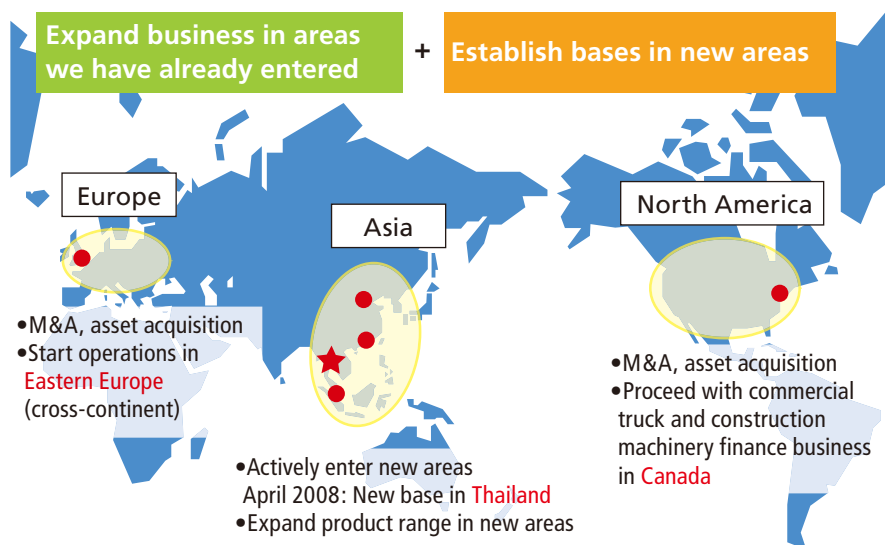 Expand business in areas
we have already entered
+
Establish bases in new areas
Europe
Asia
North America
•M&A, asset acquisition
•Start operations in
Eastern Europe
(cross-continent)
•Actively enter new areas
April 2008: New base in Thailand
•Expand product range in new areas
•M&A, asset acquisition
•Proceed with commercial
truck and construction
machinery finance business
in Canada